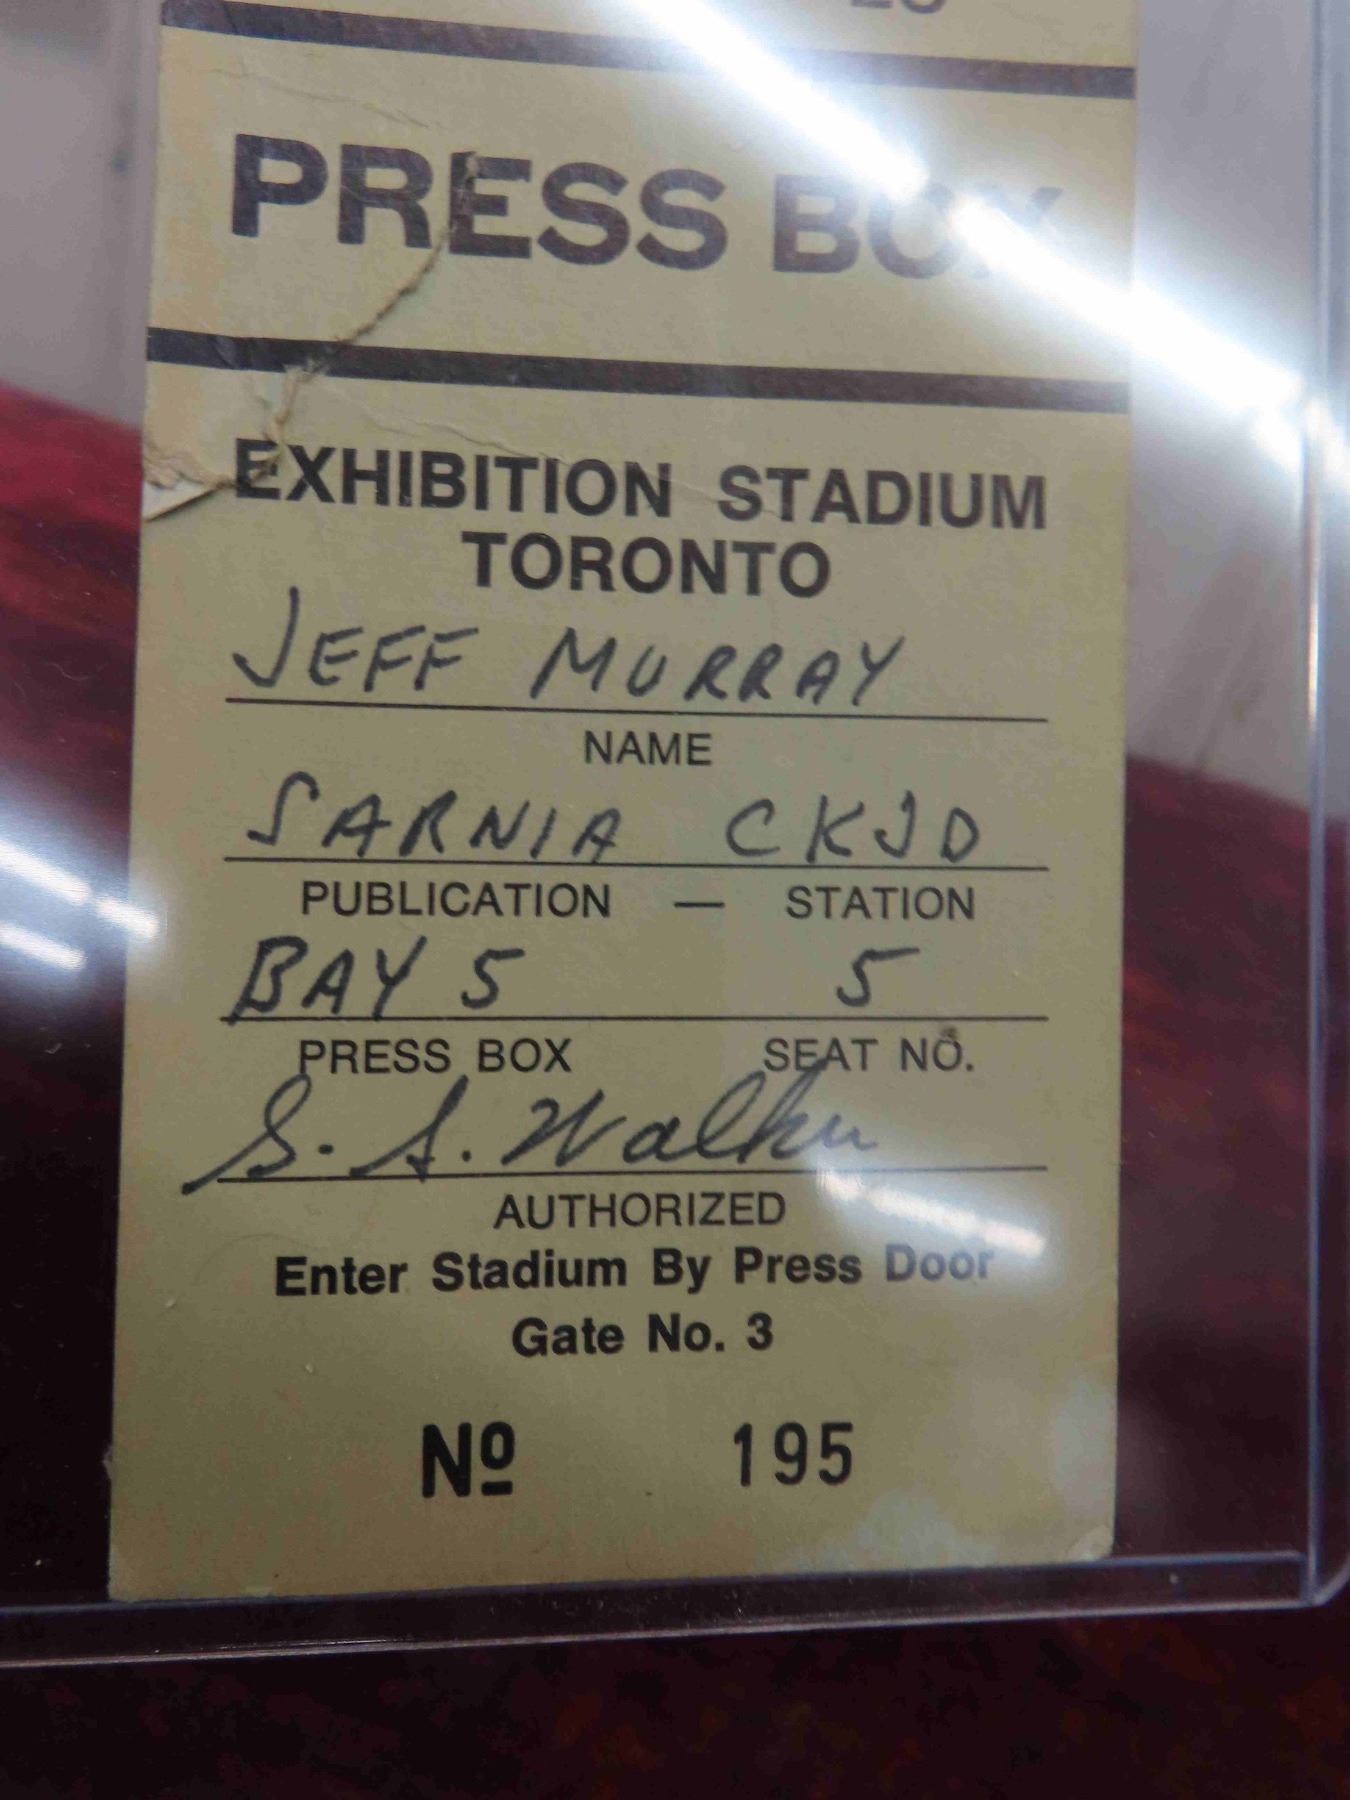 PRESS BOX
EXHIBITION STADIUM
TORONTO
JEFF MURRAY
NAME
SARNIA CKJD
PUBLICATION — STATION
BAY 5 5
PRESS BOX SEAT NO.
S. S. Walker
AUTHORIZED
Enter Stadium By Press Door
Gate No. 3
Nº 195